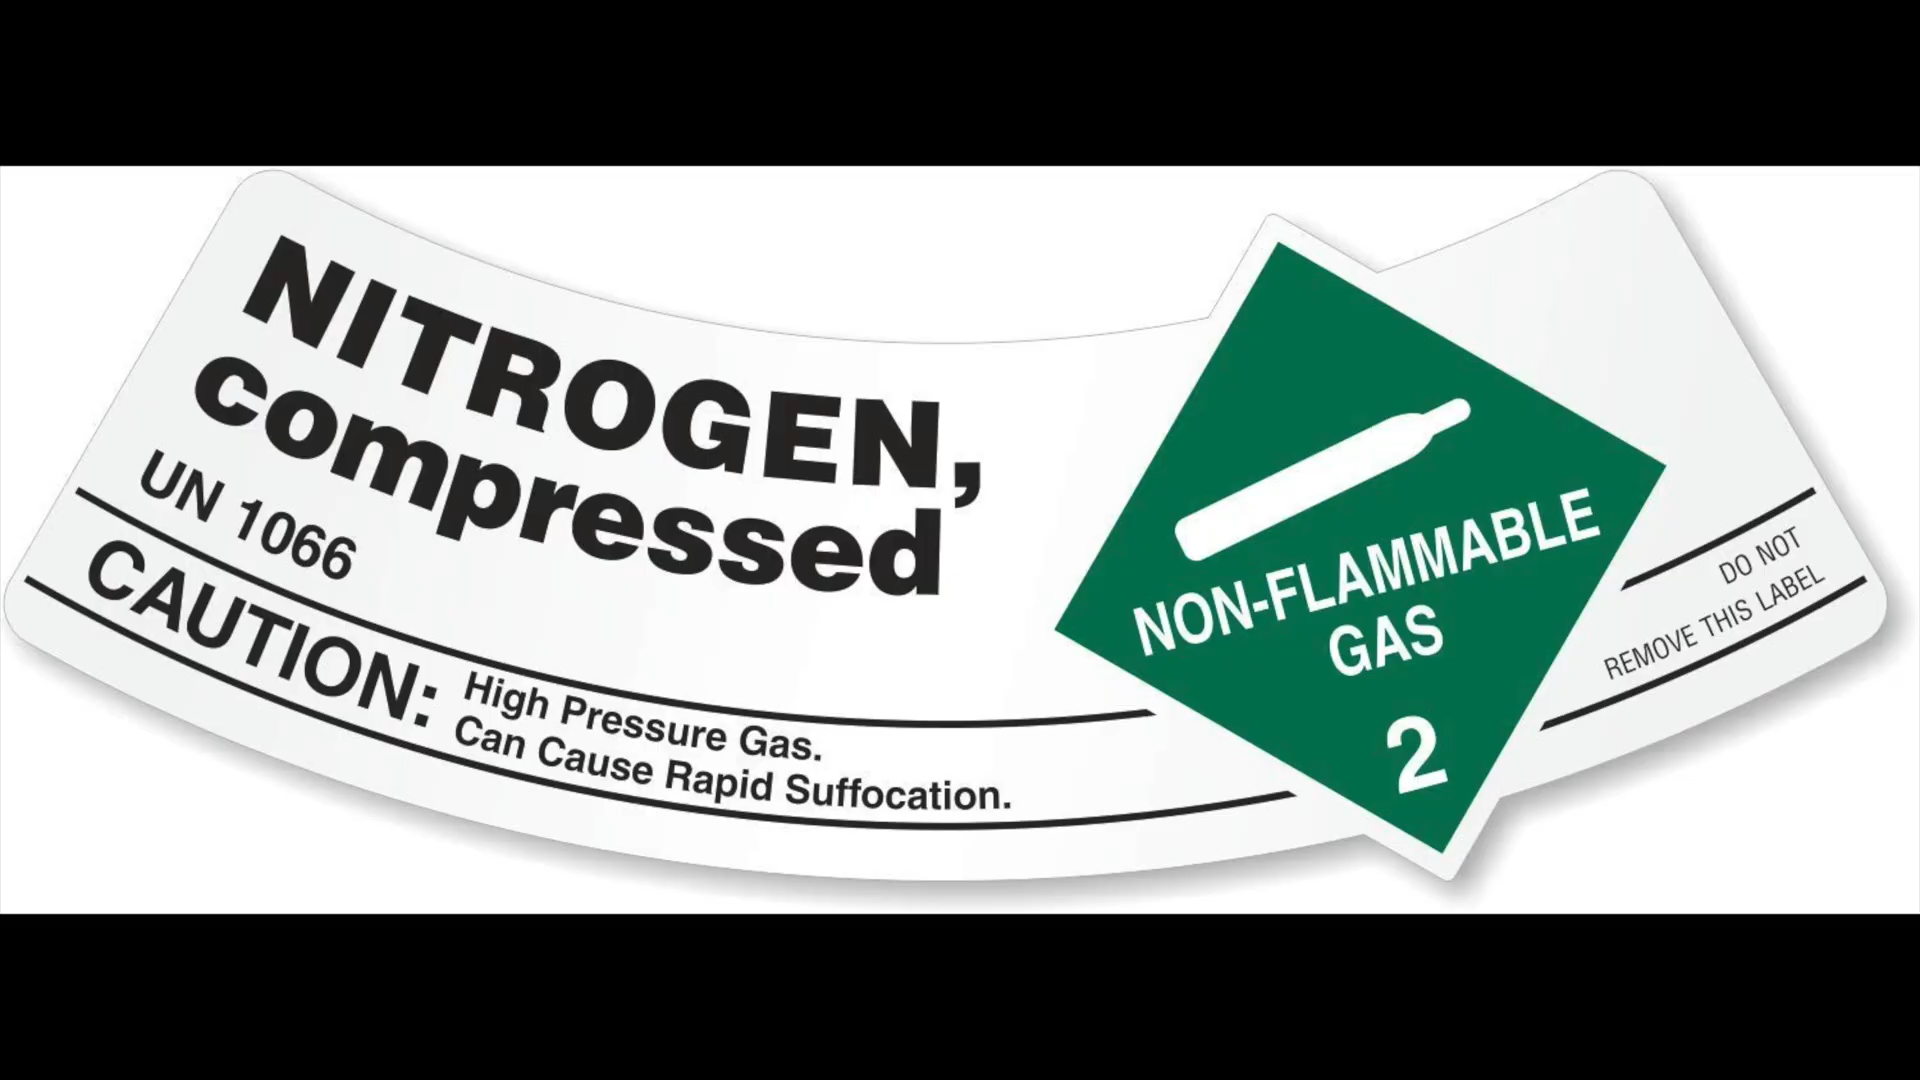 NITROGEN,
compressed
UN 1066
CAUTION:
High Pressure Gas.
Can Cause Rapid Suffocation.
NON-FLAMMABLE
GAS
2
DO NOT
REMOVE THIS LABEL